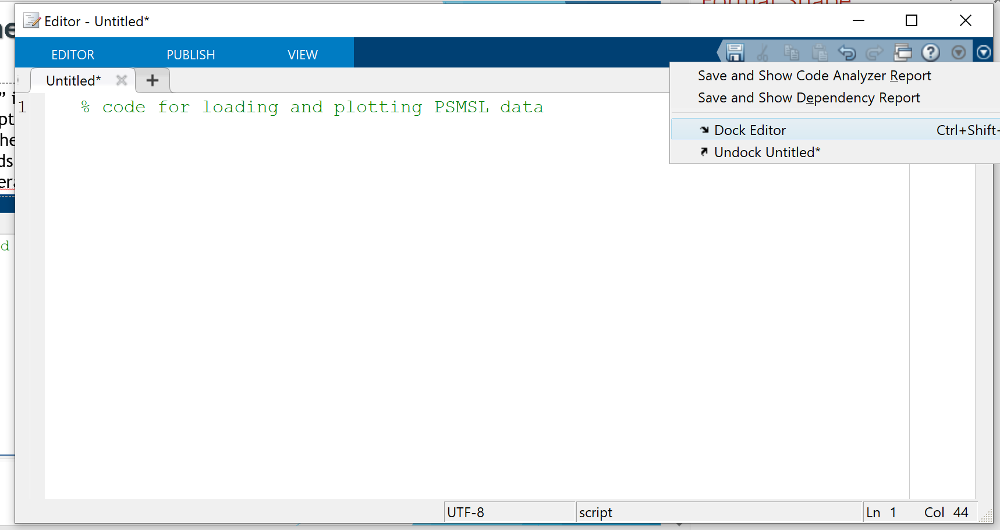 Format Shape
Editor - Untitled*
EDITOR PUBLISH VIEW
Untitled*
Save and Show Code Analyzer Report
Save and Show Dependency Report
Dock Editor Ctrl+Shift-
Undock Untitled*
1 % code for loading and plotting PSMSL data
d
UTF-8 script Ln 1 Col 44